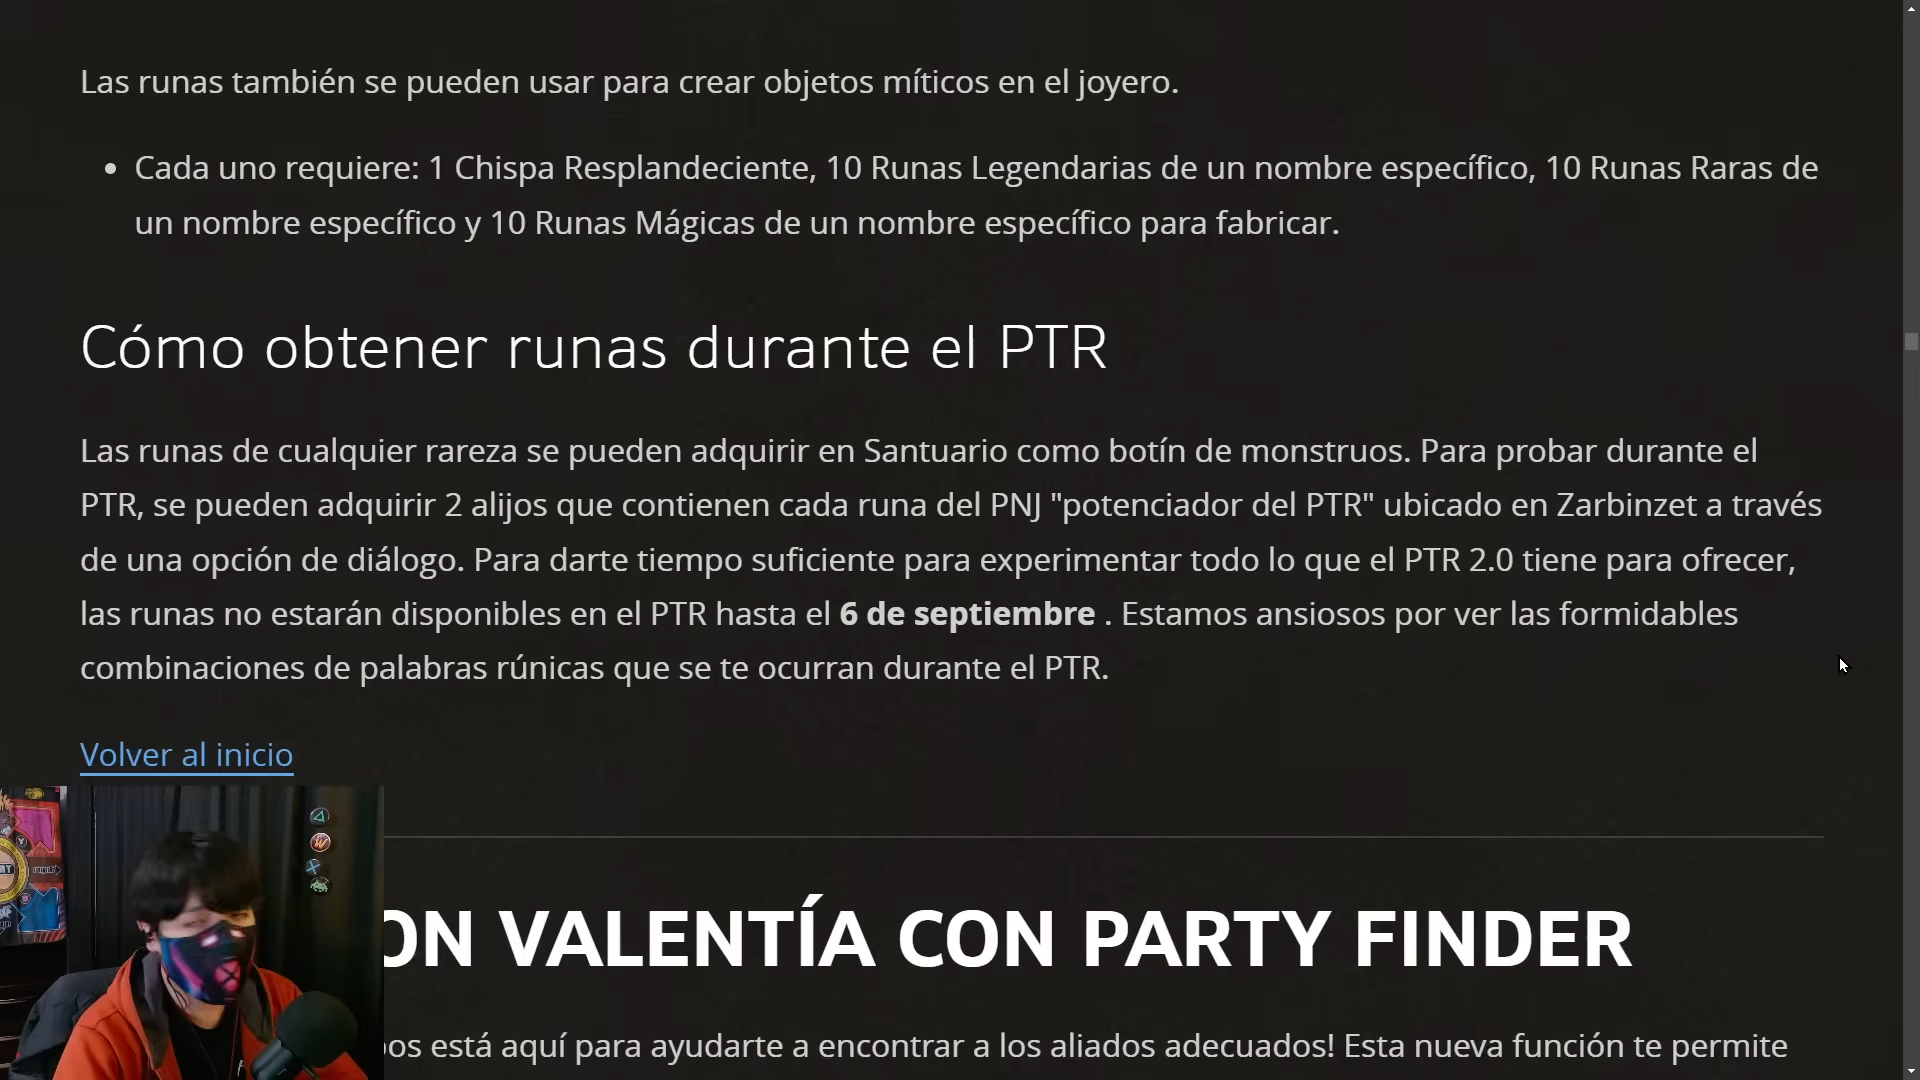 Las runas también se pueden usar para crear objetos míticos en el joyero.
• Cada uno requiere: 1 Chispa Resplandeciente, 10 Runas Legendarias de un nombre específico, 10 Runas Raras de
un nombre específico y 10 Runas Mágicas de un nombre específico para fabricar.
Cómo obtener runas durante el PTR
Las runas de cualquier rareza se pueden adquirir en Santuario como botín de monstruos. Para probar durante el
PTR, se pueden adquirir 2 alijos que contienen cada runa del PNJ "potenciador del PTR" ubicado en Zarbinzet a través
de una opción de diálogo. Para darte tiempo suficiente para experimentar todo lo que el PTR 2.0 tiene para ofrecer,
las runas no estarán disponibles en el PTR hasta el 6 de septiembre . Estamos ansiosos por ver las formidables
combinaciones de palabras rúnicas que se te ocurran durante el PTR.
Volver al inicio
ON VALENTÍA CON PARTY FINDER
pos está aquí para ayudarte a encontrar a los aliados adecuados! Esta nueva función te permite